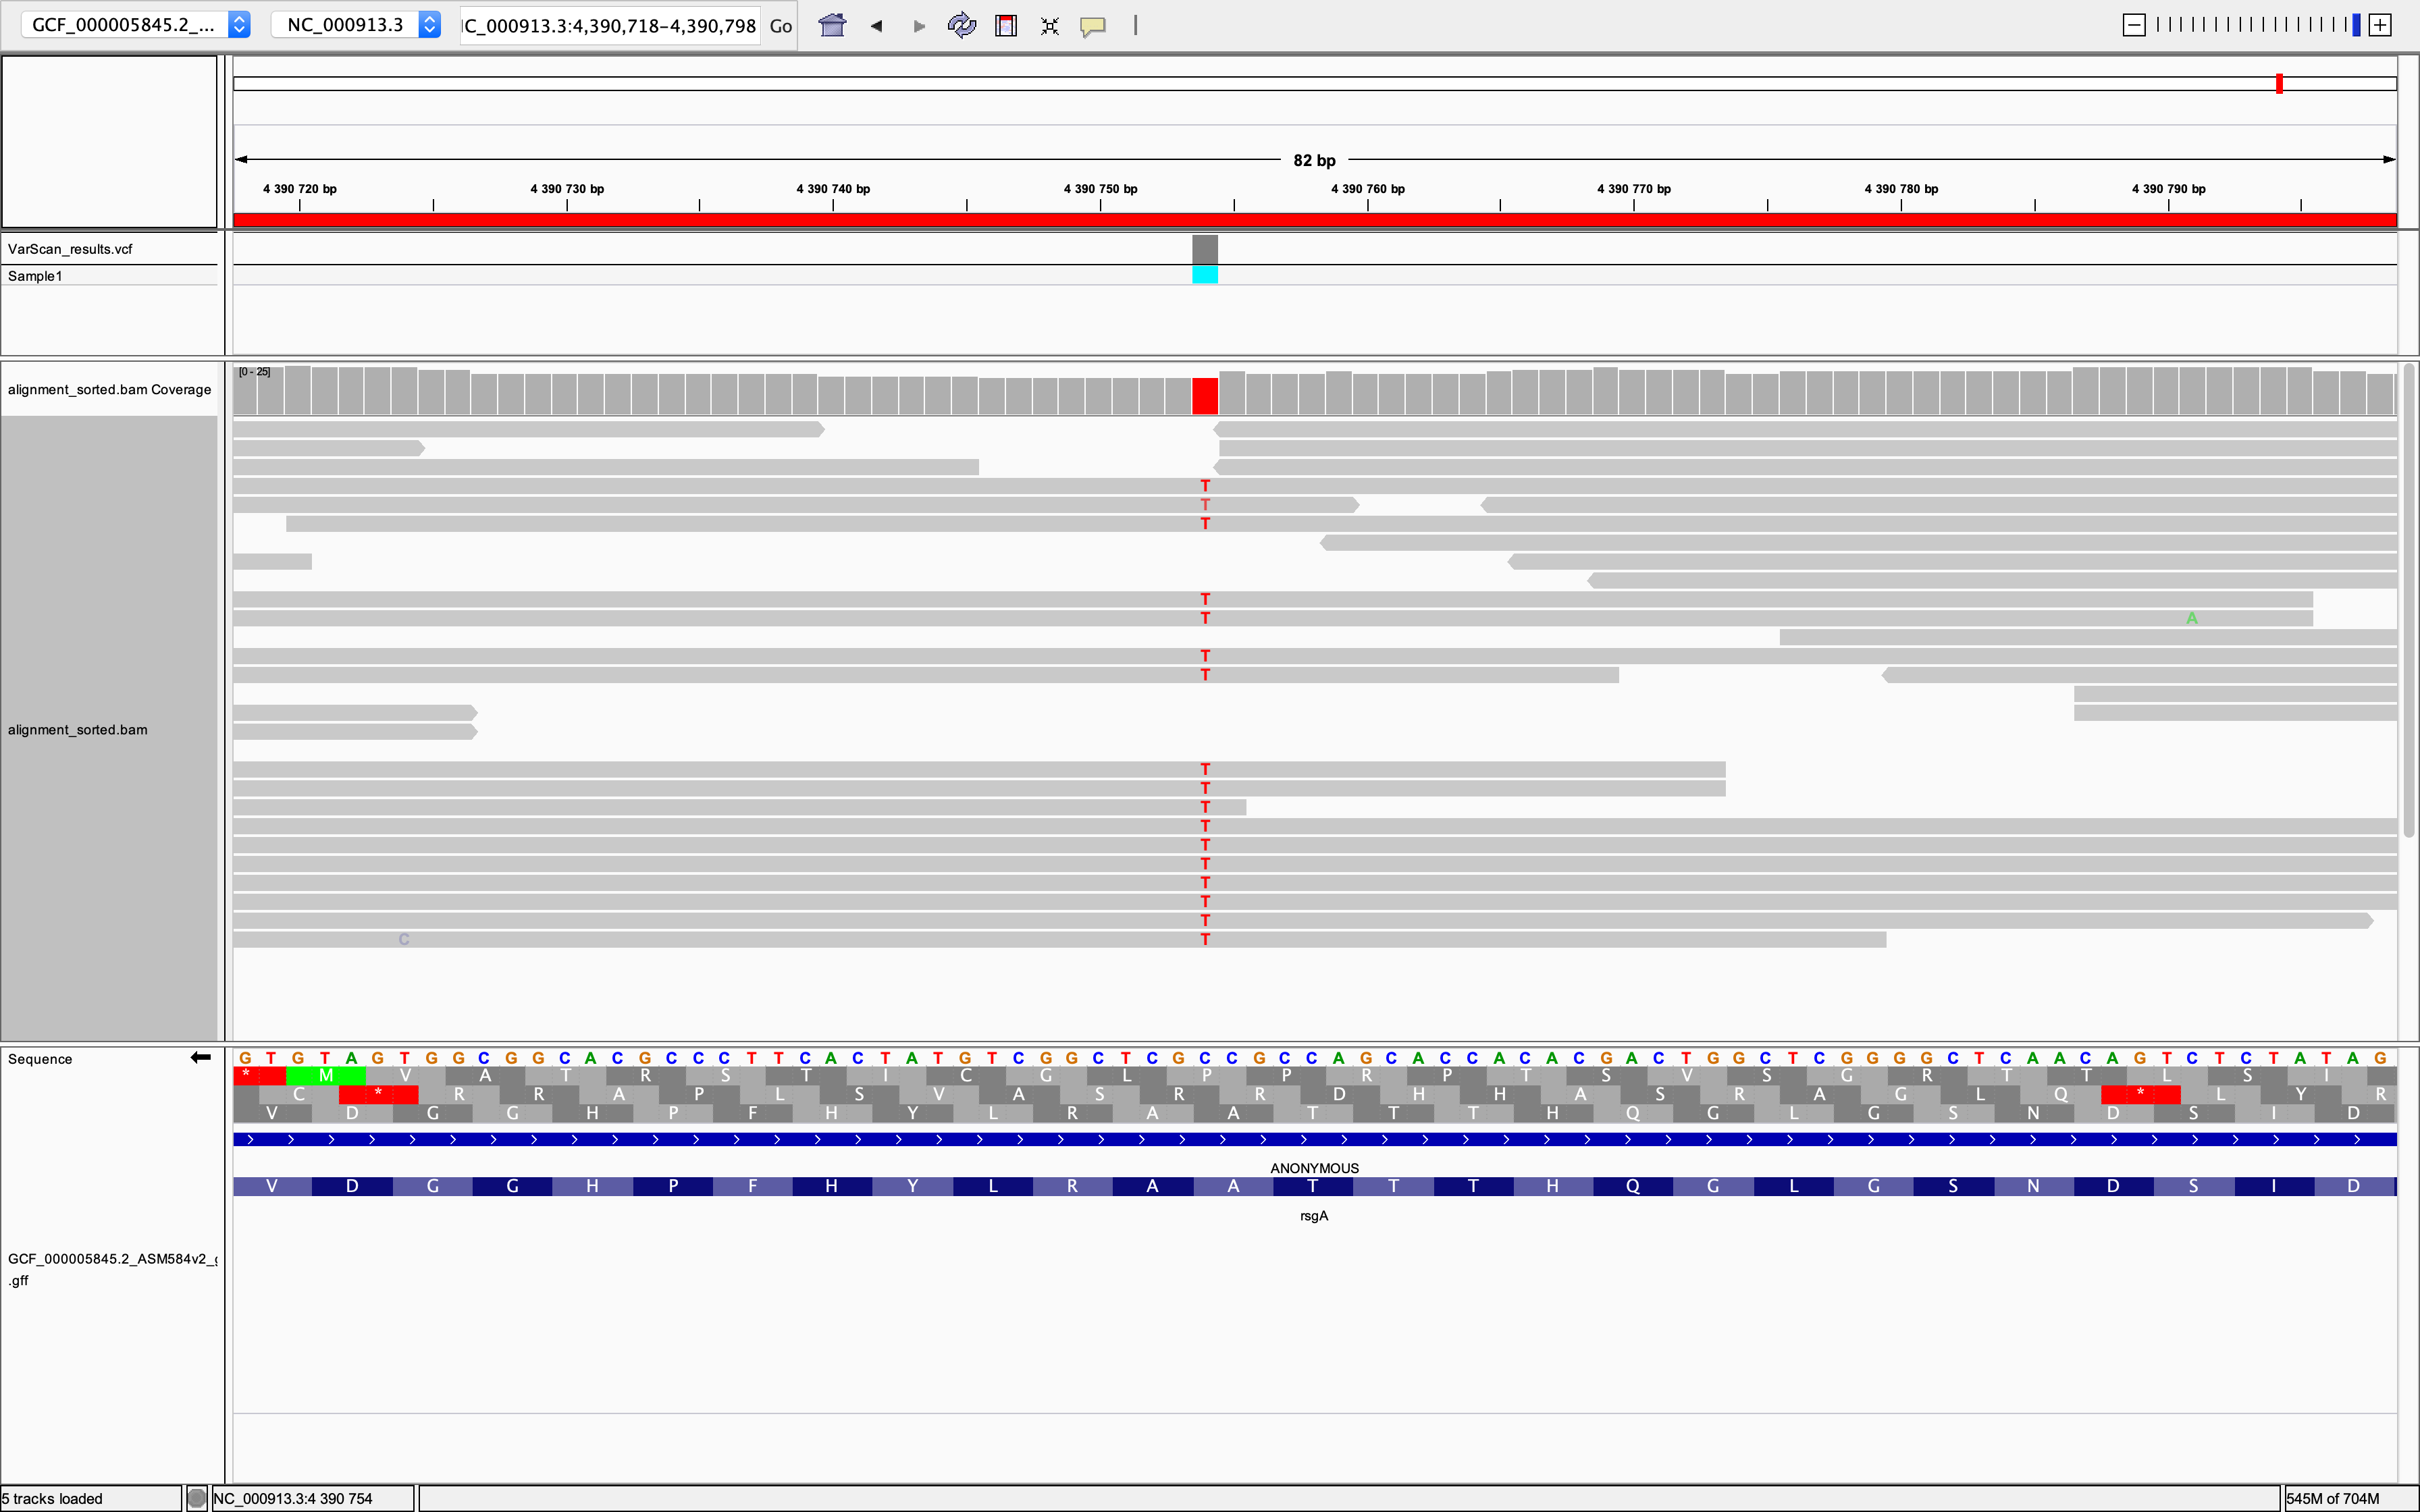 GCF_000005845.2_... NC_000913.3 IC_000913.3:4,390,718-4,390,798 Go
82 bp
4 390 720 bp 4 390 730 bp 4 390 740 bp 4 390 750 bp 4 390 760 bp 4 390 770 bp 4 390 780 bp 4 390 790 bp
VarScan_results.vcf
Sample1
[0 - 25]
alignment_sorted.bam Coverage
T
T
T
T
T A
T
T
alignment_sorted.bam
T
T
T
T
T
T
T
T
T
C T
Sequence G T G T A G T G G C G G C A C G C C C T T C A C T A T G T C G G C T C G C C G C C A G C A C C A C A C G A C T G G C T C G G G G C T C A A C A G T C T C T A T A G
* M V A T R S T I C G L P P R P T S V S G R T T L S I
C * R R A P L S V A S R R D H H A S R A G L Q * L Y R
V D G G H P F H Y L R A A T T T H Q G L G S N D S I D
ANONYMOUS
V D G G H P F H Y L R A A T T T H Q G L G S N D S I D
rsgA
GCF_000005845.2_ASM584v2_g
.gff
5 tracks loaded NC_000913.3:4 390 754 545M of 704M